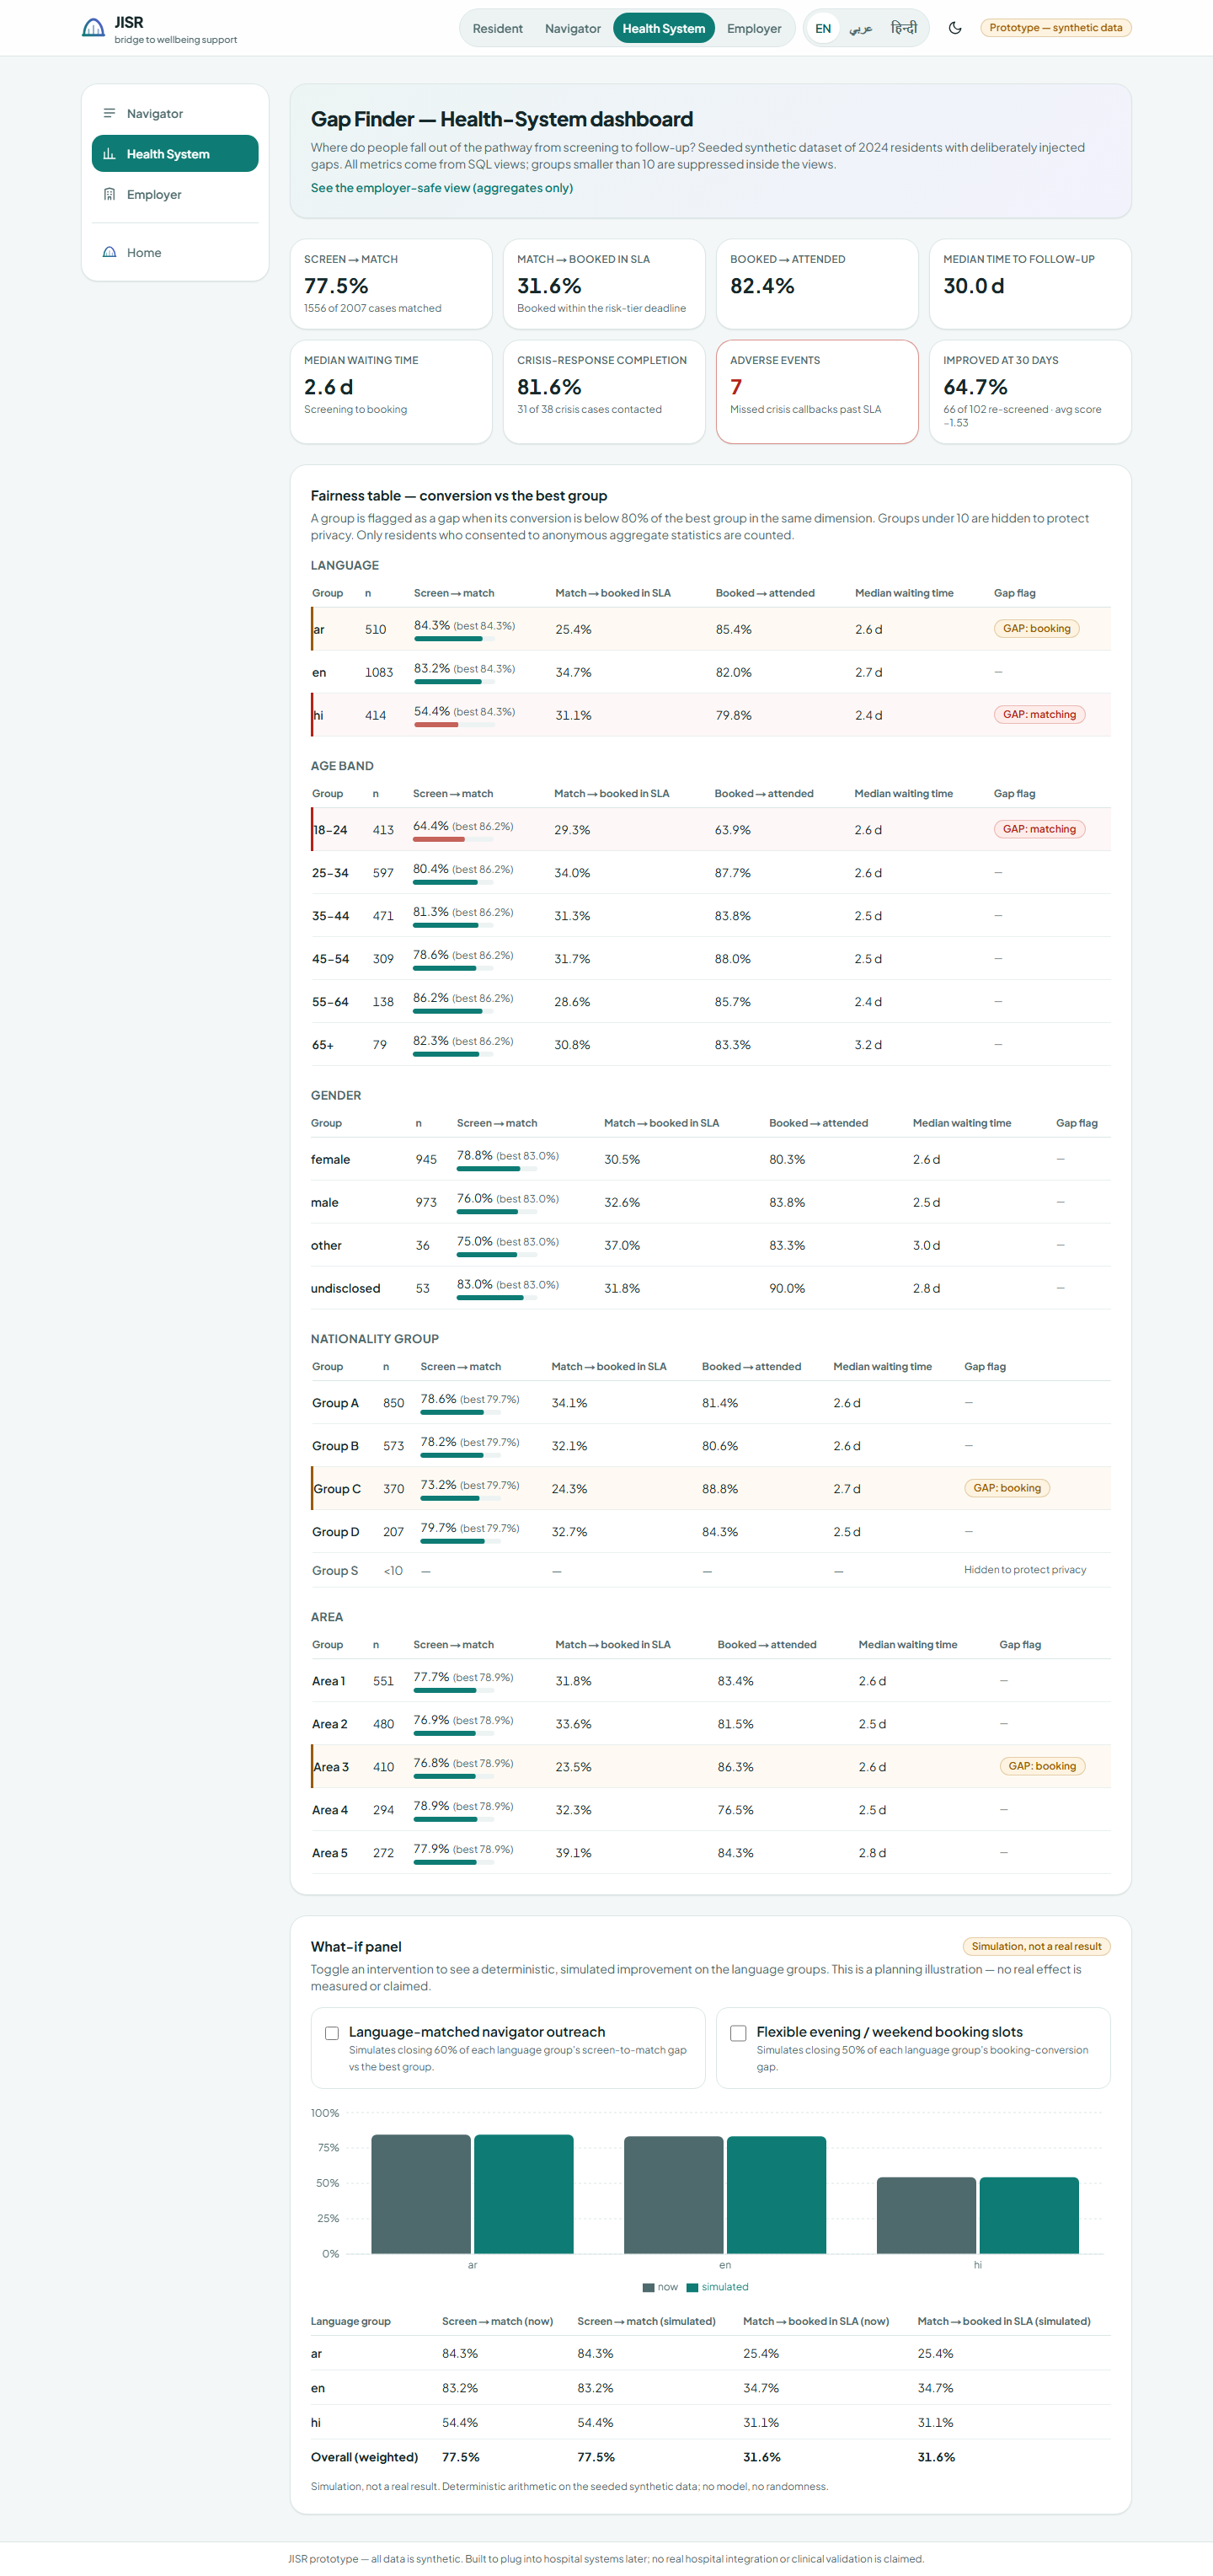 JISR
bridge to wellbeing support
Resident Navigator Health System Employer
EN عربي हिन्दी
Prototype — synthetic data
Navigator
Health System
Employer
Home
Gap Finder — Health-System dashboard
Where do people fall out of the pathway from screening to follow-up? Seeded synthetic dataset of 2024 residents with deliberately injected
gaps. All metrics come from SQL views; groups smaller than 10 are suppressed inside the views.
See the employer-safe view (aggregates only)
SCREEN → MATCH
77.5%
1556 of 2007 cases matched
MATCH → BOOKED IN SLA
31.6%
Booked within the risk-tier deadline
BOOKED → ATTENDED
82.4%
MEDIAN TIME TO FOLLOW-UP
30.0 d
MEDIAN WAITING TIME
2.6 d
Screening to booking
CRISIS-RESPONSE COMPLETION
81.6%
31 of 38 crisis cases contacted
ADVERSE EVENTS
7
Missed crisis callbacks past SLA
IMPROVED AT 30 DAYS
64.7%
66 of 102 re-screened · avg score
−1.53
Fairness table — conversion vs the best group
A group is flagged as a gap when its conversion is below 80% of the best group in the same dimension. Groups under 10 are hidden to protect
privacy. Only residents who consented to anonymous aggregate statistics are counted.
LANGUAGE
Group n Screen → match Match → booked in SLA Booked → attended Median waiting time Gap flag
ar 510 84.3% (best 84.3%) 25.4% 85.4% 2.6 d GAP: booking
en 1083 83.2% (best 84.3%) 34.7% 82.0% 2.7 d —
hi 414 54.4% (best 84.3%) 31.1% 79.8% 2.4 d GAP: matching
AGE BAND
Group n Screen → match Match → booked in SLA Booked → attended Median waiting time Gap flag
18–24 413 64.4% (best 86.2%) 29.3% 63.9% 2.6 d GAP: matching
25–34 597 80.4% (best 86.2%) 34.0% 87.7% 2.6 d —
35–44 471 81.3% (best 86.2%) 31.3% 83.8% 2.5 d —
45–54 309 78.6% (best 86.2%) 31.7% 88.0% 2.5 d —
55–64 138 86.2% (best 86.2%) 28.6% 85.7% 2.4 d —
65+ 79 82.3% (best 86.2%) 30.8% 83.3% 3.2 d —
GENDER
Group n Screen → match Match → booked in SLA Booked → attended Median waiting time Gap flag
female 945 78.8% (best 83.0%) 30.5% 80.3% 2.6 d —
male 973 76.0% (best 83.0%) 32.6% 83.8% 2.5 d —
other 36 75.0% (best 83.0%) 37.0% 83.3% 3.0 d —
undisclosed 53 83.0% (best 83.0%) 31.8% 90.0% 2.8 d —
NATIONALITY GROUP
Group n Screen → match Match → booked in SLA Booked → attended Median waiting time Gap flag
Group A 850 78.6% (best 79.7%) 34.1% 81.4% 2.6 d —
Group B 573 78.2% (best 79.7%) 32.1% 80.6% 2.6 d —
Group C 370 73.2% (best 79.7%) 24.3% 88.8% 2.7 d GAP: booking
Group D 207 79.7% (best 79.7%) 32.7% 84.3% 2.5 d —
Group S <10 — — — — Hidden to protect privacy
AREA
Group n Screen → match Match → booked in SLA Booked → attended Median waiting time Gap flag
Area 1 551 77.7% (best 78.9%) 31.8% 83.4% 2.6 d —
Area 2 480 76.9% (best 78.9%) 33.6% 81.5% 2.5 d —
Area 3 410 76.8% (best 78.9%) 23.5% 86.3% 2.6 d GAP: booking
Area 4 294 78.9% (best 78.9%) 32.3% 76.5% 2.5 d —
Area 5 272 77.9% (best 78.9%) 39.1% 84.3% 2.8 d —
What-if panel
Simulation, not a real result
Toggle an intervention to see a deterministic, simulated improvement on the language groups. This is a planning illustration — no real effect is
measured or claimed.
Language-matched navigator outreach
Simulates closing 60% of each language group's screen-to-match gap
vs the best group.
Flexible evening / weekend booking slots
Simulates closing 50% of each language group's booking-conversion
gap.
100%
75%
50%
25%
0%
ar en hi
now simulated
Language group Screen → match (now) Screen → match (simulated) Match → booked in SLA (now) Match → booked in SLA (simulated)
ar 84.3% 84.3% 25.4% 25.4%
en 83.2% 83.2% 34.7% 34.7%
hi 54.4% 54.4% 31.1% 31.1%
Overall (weighted) 77.5% 77.5% 31.6% 31.6%
Simulation, not a real result. Deterministic arithmetic on the seeded synthetic data; no model, no randomness.
JISR prototype — all data is synthetic. Built to plug into hospital systems later; no real hospital integration or clinical validation is claimed.